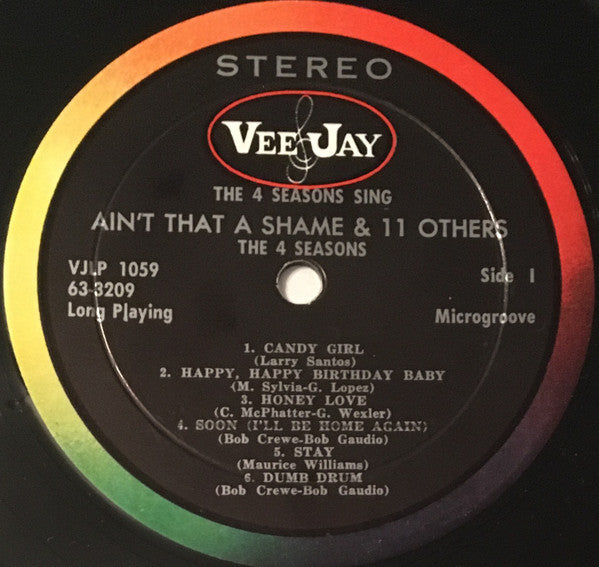 STEREO
VEE JAY
THE 4 SEASONS SING
AIN'T THAT A SHAME & 11 OTHERS
THE 4 SEASONS
VJLP 1059
63-3209
Long Playing
Side 1
Microgroove
1. CANDY GIRL
(Larry Santos)
2. HAPPY, HAPPY BIRTHDAY BABY
(M. Sylvia-G. Lopez)
3. HONEY LOVE
(C. McPhatter-G. Wexler)
4. SOON (I'LL BE HOME AGAIN)
(Bob Crewe-Bob Gaudio)
5. STAY
(Maurice Williams)
6. DUMB DRUM
(Bob Crewe-Bob Gaudio)